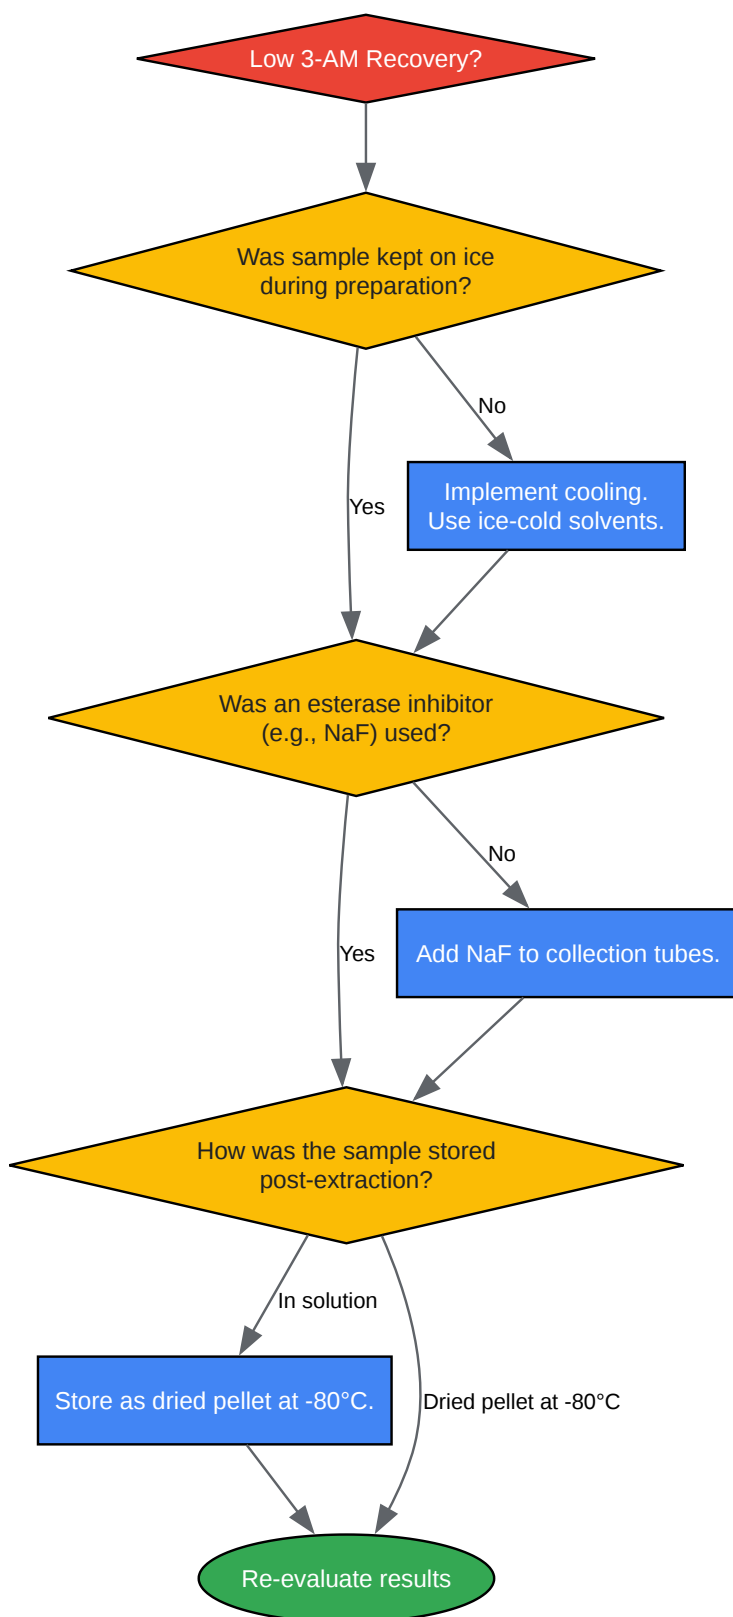 Low 3-AM Recovery?
Was sample kept on ice
during preparation?
No
Implement cooling.
Use ice-cold solvents.
Yes
Was an esterase inhibitor
(e.g., NaF) used?
No
Yes
Add NaF to collection tubes.
How was the sample stored
post-extraction?
In solution
Store as dried pellet at -80°C.
Dried pellet at -80°C
Re-evaluate results